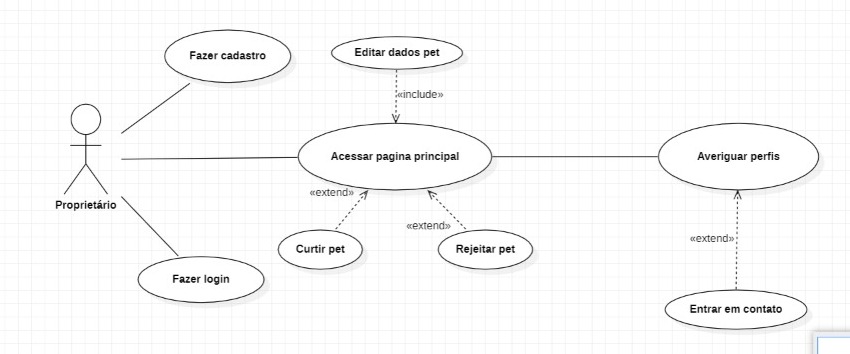 Fazer cadastro
Editar dados pet
«include»
Acessar pagina principal
Averiguar perfis
Proprietário
«extend»
«extend»
«extend»
Curtir pet
Rejeitar pet
Fazer login
Entrar em contato